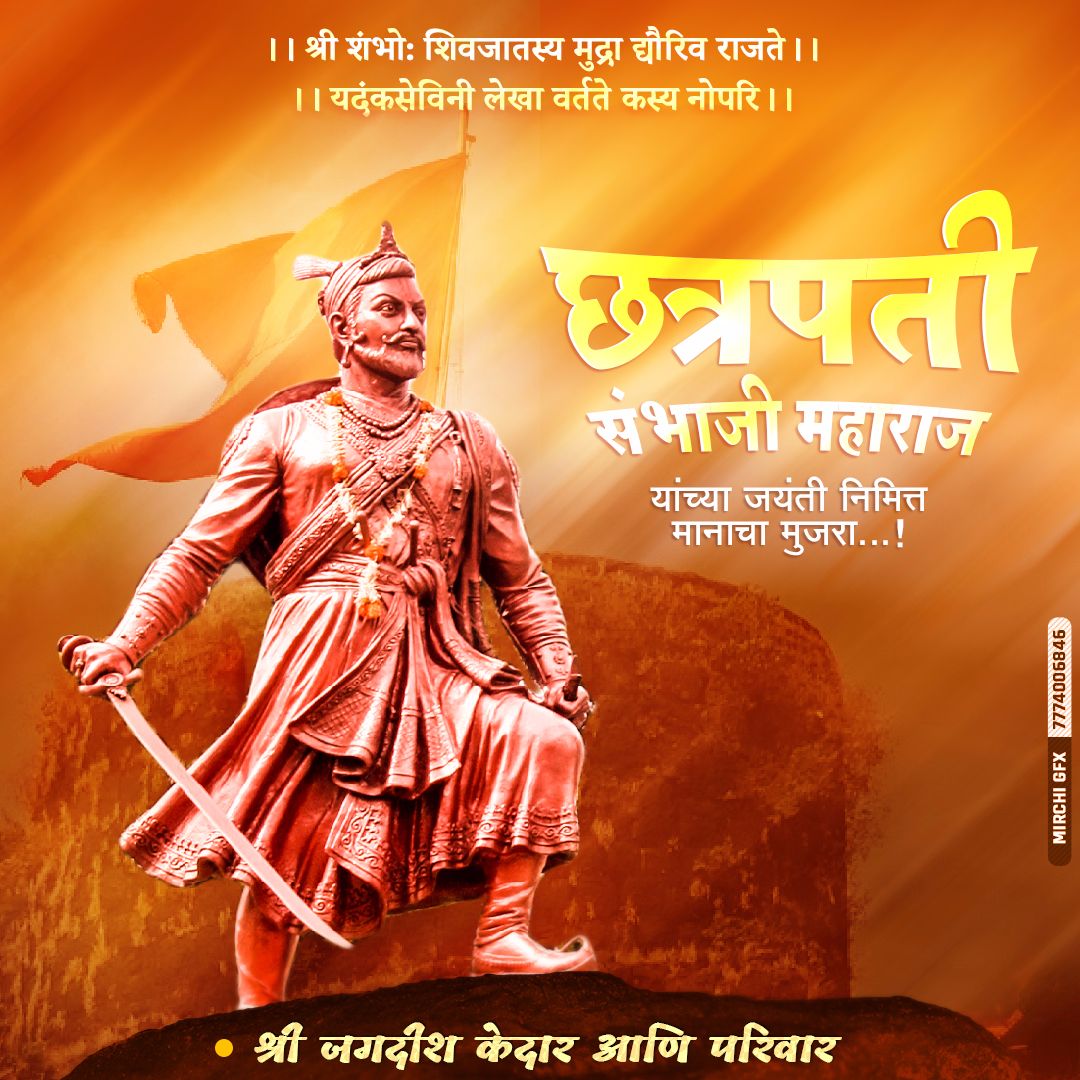 ।। श्री शंभो: शिवजातस्य मुद्रा द्यौरिव राजते ।।
।। यदंकसेविनी लेखा वर्तते कस्य नोपरि ।।
छत्रपती
संभाजी महाराज
यांच्या जयंती निमित्त
मानाचा मुजरा...!
MIRCHI GFX 7774006846
• श्री जगदीश केदार आणि परिवार